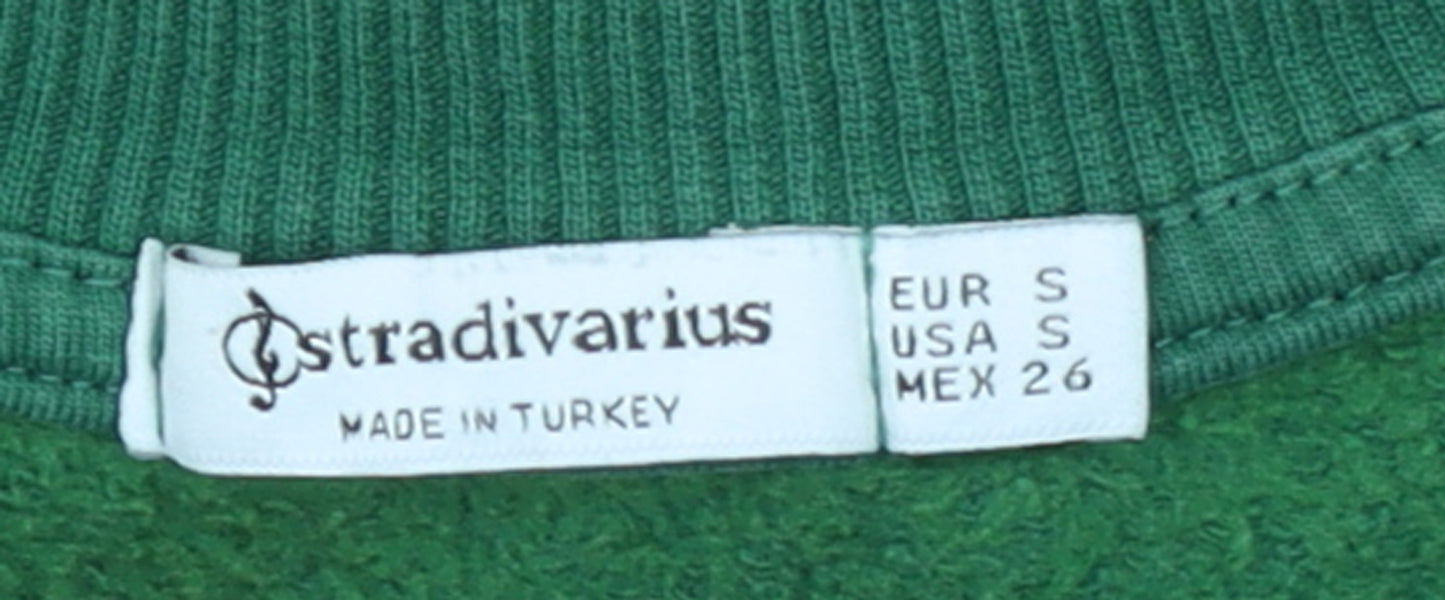 stradivarius
MADE IN TURKEY
EUR S
USA S
MEX 26